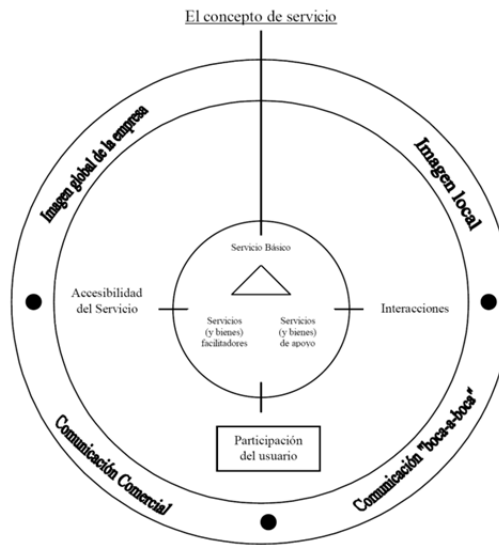 El concepto de servicio
Imagen global de la empresa
Imagen local
Servicio Básico
Accesibilidad
del Servicio
Interacciones
Servicios
(y bienes)
facilitadores
Servicios
(y bienes)
de apoyo
Participación
del usuario
Comunicación Comercial
Comunicación "boca-a-boca"